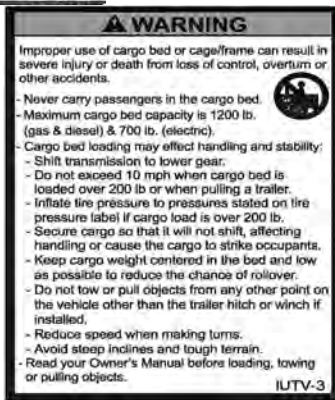 ⚠ WARNING
Improper use of cargo bed or cage/frame can result in
severe injury or death from loss of control, overturn or
other accidents.
- Never carry passengers in the cargo bed.
- Maximum cargo bed capacity is 1200 lb.
(gas & diesel) & 700 lb. (electric).
- Cargo bed loading may effect handling and stability:
- Shift transmission to lower gear.
- Do not exceed 10 mph when cargo bed is
loaded over 200 lb or when pulling a trailer.
- Inflate tire pressure to pressures stated on tire
pressure label if cargo load is over 200 lb.
- Secure cargo so that it will not shift, affecting
handling or cause the cargo to strike occupants.
- Keep cargo weight centered in the bed and low
as possible to reduce the chance of rollover.
- Do not tow or pull objects from any other point on
the vehicle other than the trailer hitch or winch if
installed.
- Reduce speed when making turns.
- Avoid steep inclines and tough terrain.
- Read your Owner's Manual before loading, towing
or pulling objects.
IUTV-3